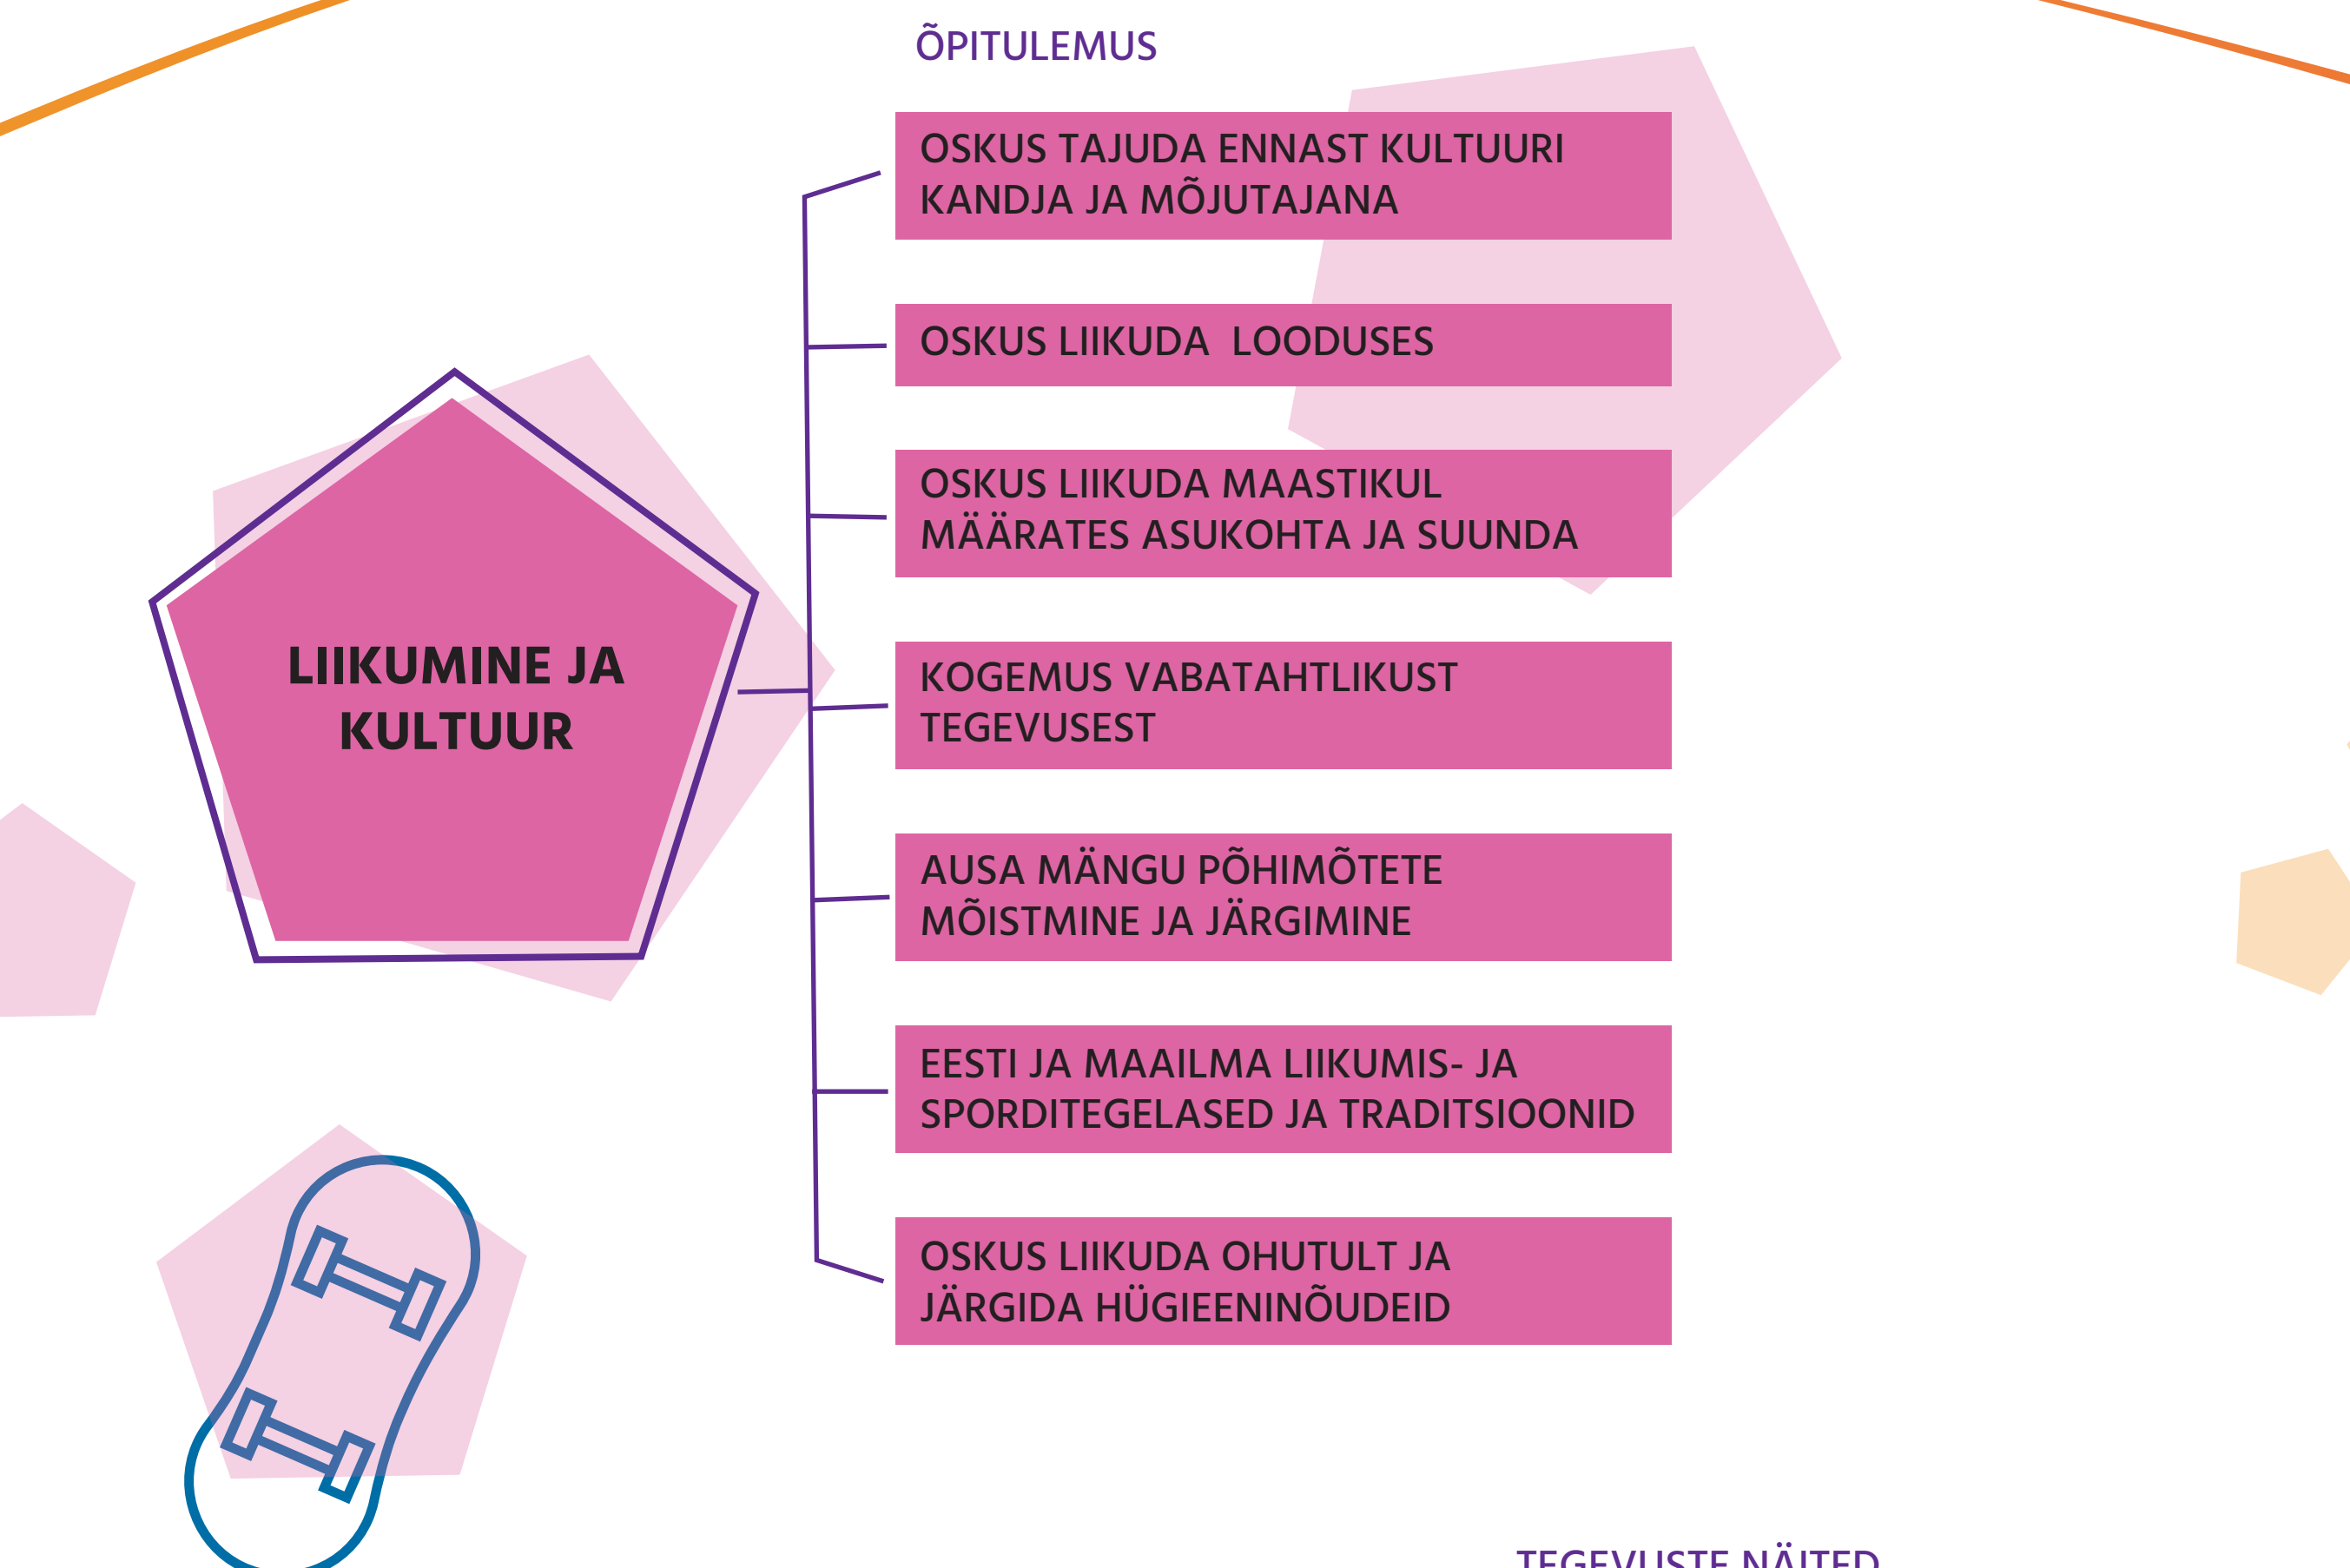 ÕPITULEMUS
OSKUS TAJUDA ENNAST KULTUURI
KANDJA JA MÕJUTAJANA
OSKUS LIIKUDA  LOODUSES
OSKUS LIIKUDA MAASTIKUL
MÄÄRATES ASUKOHTA JA SUUNDA
LIIKUMINE JA
KULTUUR
KOGEMUS VABATAHTLIKUST
TEGEVUSEST
AUSA MÄNGU PÕHIMÕTETE
MÕISTMINE JA JÄRGIMINE
EESTI JA MAAILMA LIIKUMIS- JA
SPORDITEGELASED JA TRADITSIOONID
OSKUS LIIKUDA OHUTULT JA
JÄRGIDA HÜGIEENINÕUDEID
TEGEVUSTE NÄITED